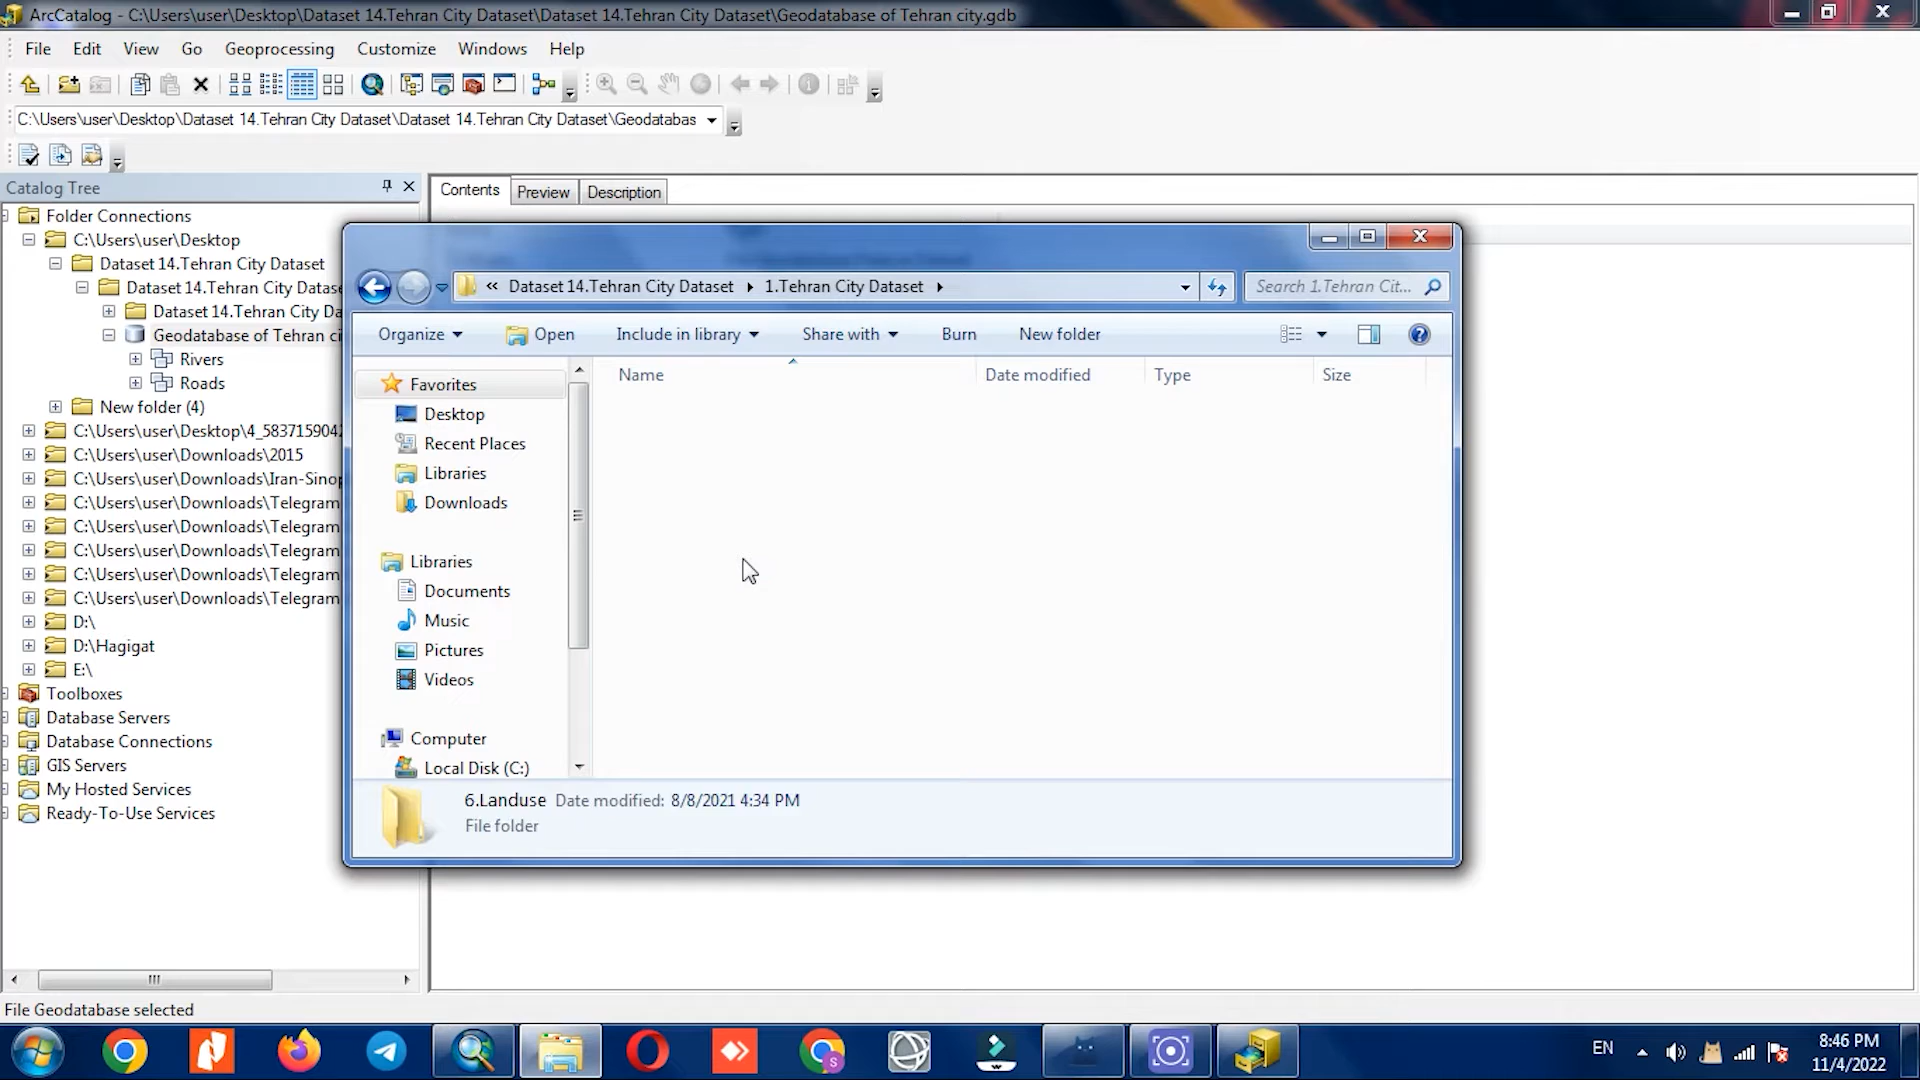 ArcCatalog - C:\Users\user\Desktop\Dataset 14.Tehran City Dataset\Dataset 14.Tehran City Dataset\Geodatabase of Tehran city.gdb
File Edit View Go Geoprocessing Customize Windows Help
C:\Users\user\Desktop\Dataset 14.Tehran City Dataset\Dataset 14.Tehran City Dataset\Geodatabas
Catalog Tree
Contents Preview Description
Folder Connections
C:\Users\user\Desktop
Dataset 14.Tehran City Dataset
Dataset 14.Tehran City Datase
Dataset 14.Tehran City Da
Geodatabase of Tehran ci
Rivers
Roads
New folder (4)
C:\Users\user\Desktop\4_5837159042
C:\Users\user\Downloads\2015
C:\Users\user\Downloads\Iran-Sinop
C:\Users\user\Downloads\Telegram
C:\Users\user\Downloads\Telegram
C:\Users\user\Downloads\Telegram
C:\Users\user\Downloads\Telegram
C:\Users\user\Downloads\Telegram
D:\
D:\Hagigat
E:\
Toolboxes
Database Servers
Database Connections
GIS Servers
My Hosted Services
Ready-To-Use Services
« Dataset 14.Tehran City Dataset 1.Tehran City Dataset
Search 1.Tehran Cit...
Organize Open Include in library Share with Burn New folder
Name Date modified Type Size
Favorites
Desktop
Recent Places
Libraries
Downloads
Libraries
Documents
Music
Pictures
Videos
Computer
Local Disk (C:)
6.Landuse Date modified: 8/8/2021 4:34 PM
File folder
File Geodatabase selected
EN
8:46 PM
11/4/2022